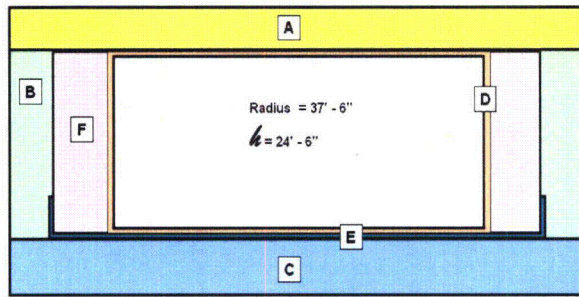 A
B
D
Radius = 37' - 6"
F
h = 24' - 6"
E
C